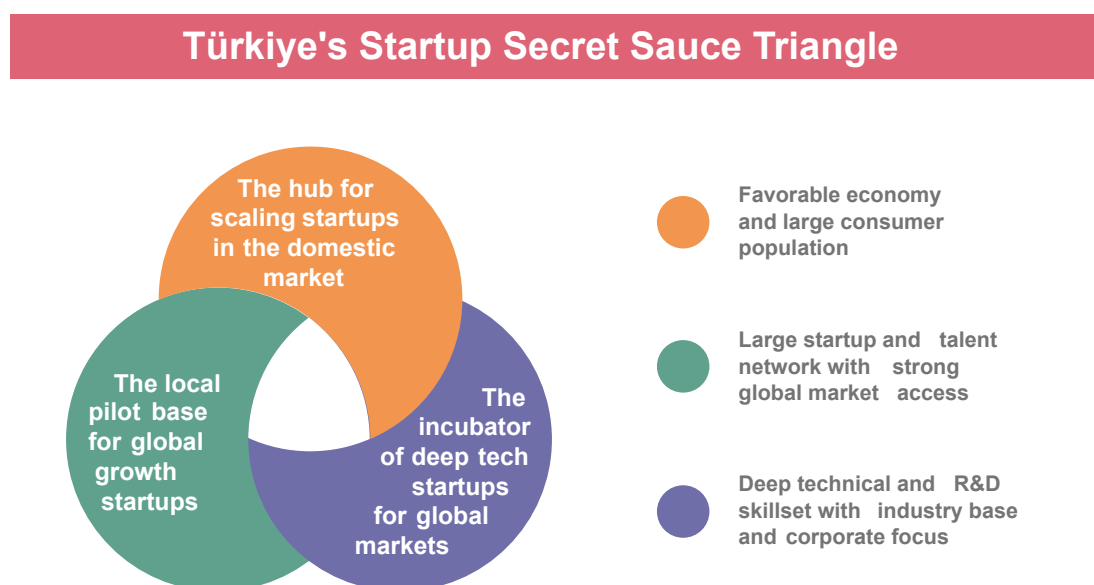 Türkiye's Startup Secret Sauce Triangle
The hub for
scaling startups
in the domestic
market
The local
pilot base
for global
growth
startups
The
incubator
of deep tech
startups
for global
markets
Favorable economy
and large consumer
population
Large startup and talent
network with strong
global market access
Deep technical and R&D
skillset with industry base
and corporate focus